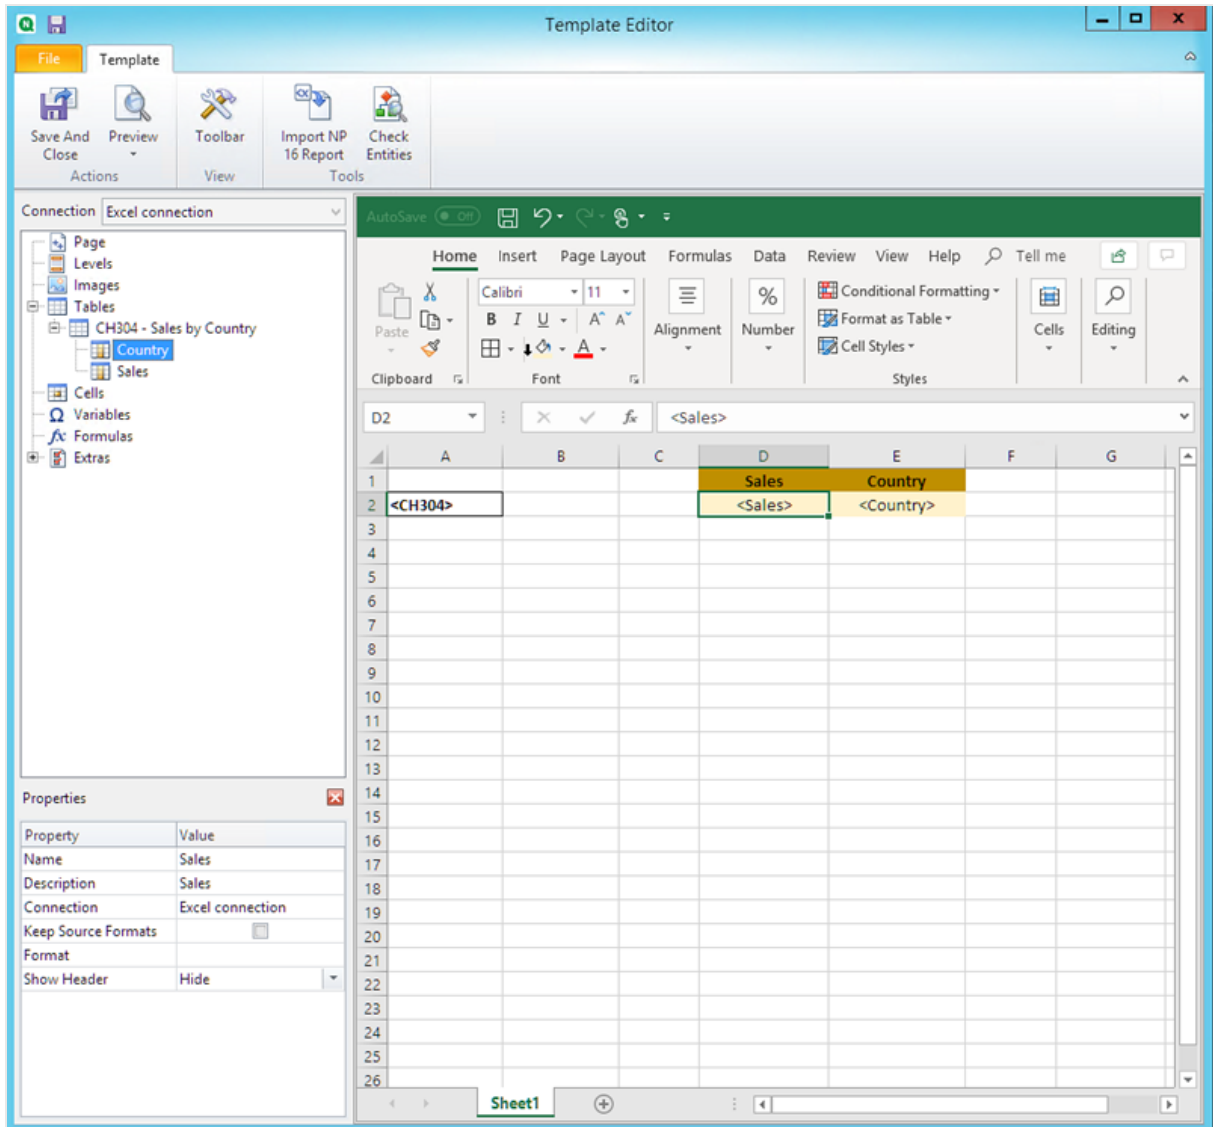 Template Editor
File Template
Save And Close Preview Toolbar Import NP 16 Report Check Entities
Actions View Tools
Connection Excel connection
Page
Levels
Images
Tables
CH304 - Sales by Country
Country
Sales
Cells
Variables
Formulas
Extras
Properties
Property Value
Name Sales
Description Sales
Connection Excel connection
Keep Source Formats
Format
Show Header Hide
AutoSave Off
Home Insert Page Layout Formulas Data Review View Help Tell me
Paste Calibri 11 Alignment % Number Conditional Formatting Cells Editing
B I U A A A Format as Table
Cell Styles
Clipboard Font Styles
D2 fx <Sales>
A B C D E F G
1 Sales Country
2 <CH304> <Sales> <Country>
3
4
5
6
7
8
9
10
11
12
13
14
15
16
17
18
19
20
21
22
23
24
25
26
Sheet1